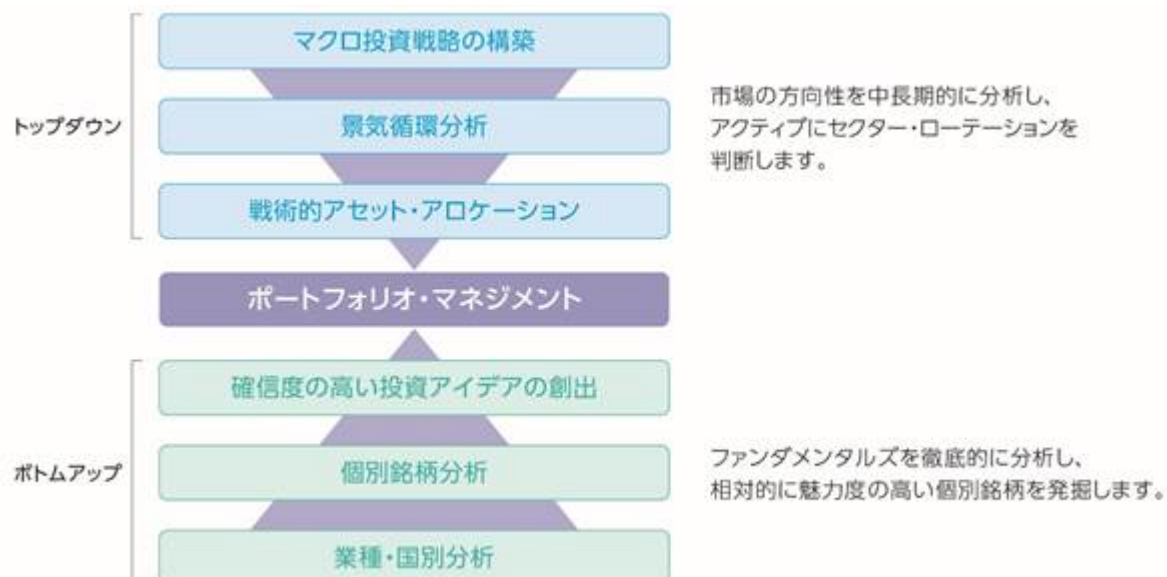 トップダウン
マクロ投資戦略の構築
景気循環分析
戦術的アセット・アロケーション
市場の方向性を中長期的に分析し、
アクティブにセクター・ローテーションを
判断します。
ポートフォリオ・マネジメント
ボトムアップ
確信度の高い投資アイデアの創出
個別銘柄分析
業種・国別分析
ファンダメンタルズを徹底的に分析し、
相対的に魅力度の高い個別銘柄を発掘します。